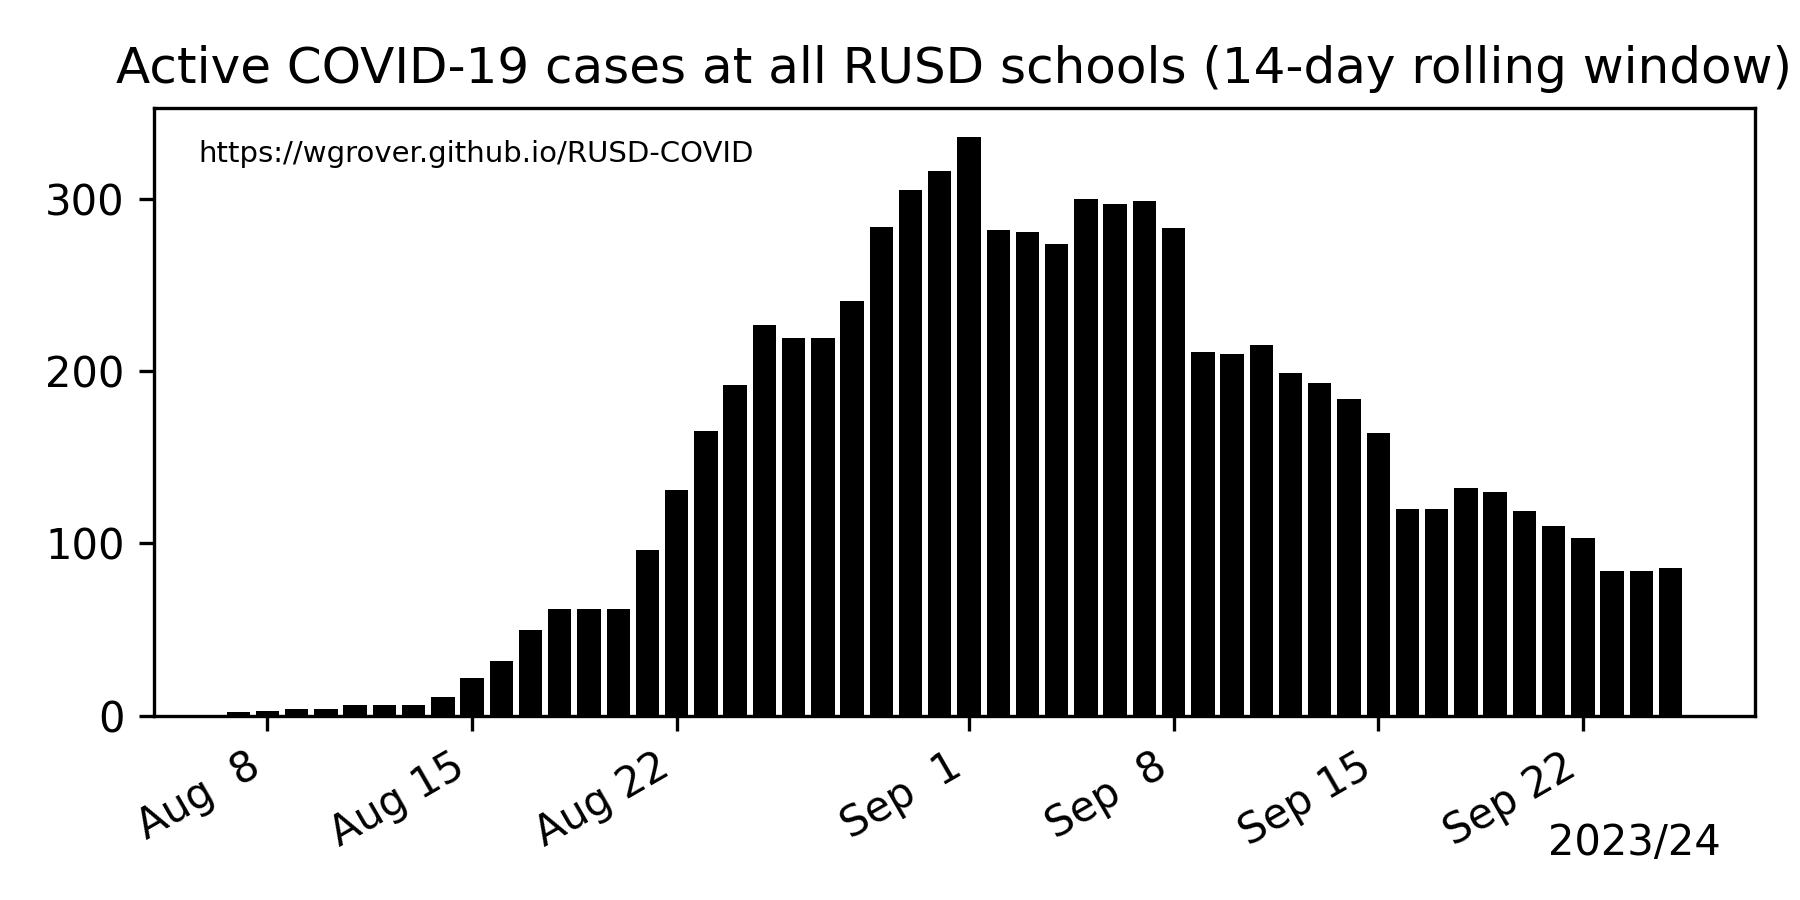 Active COVID-19 cases at all RUSD schools (14-day rolling window)
https://wgrover.github.io/RUSD-COVID
300
200
100
0
Aug 8
Aug 15
Aug 22
Sep 1
Sep 8
Sep 15
Sep 22
2023/24